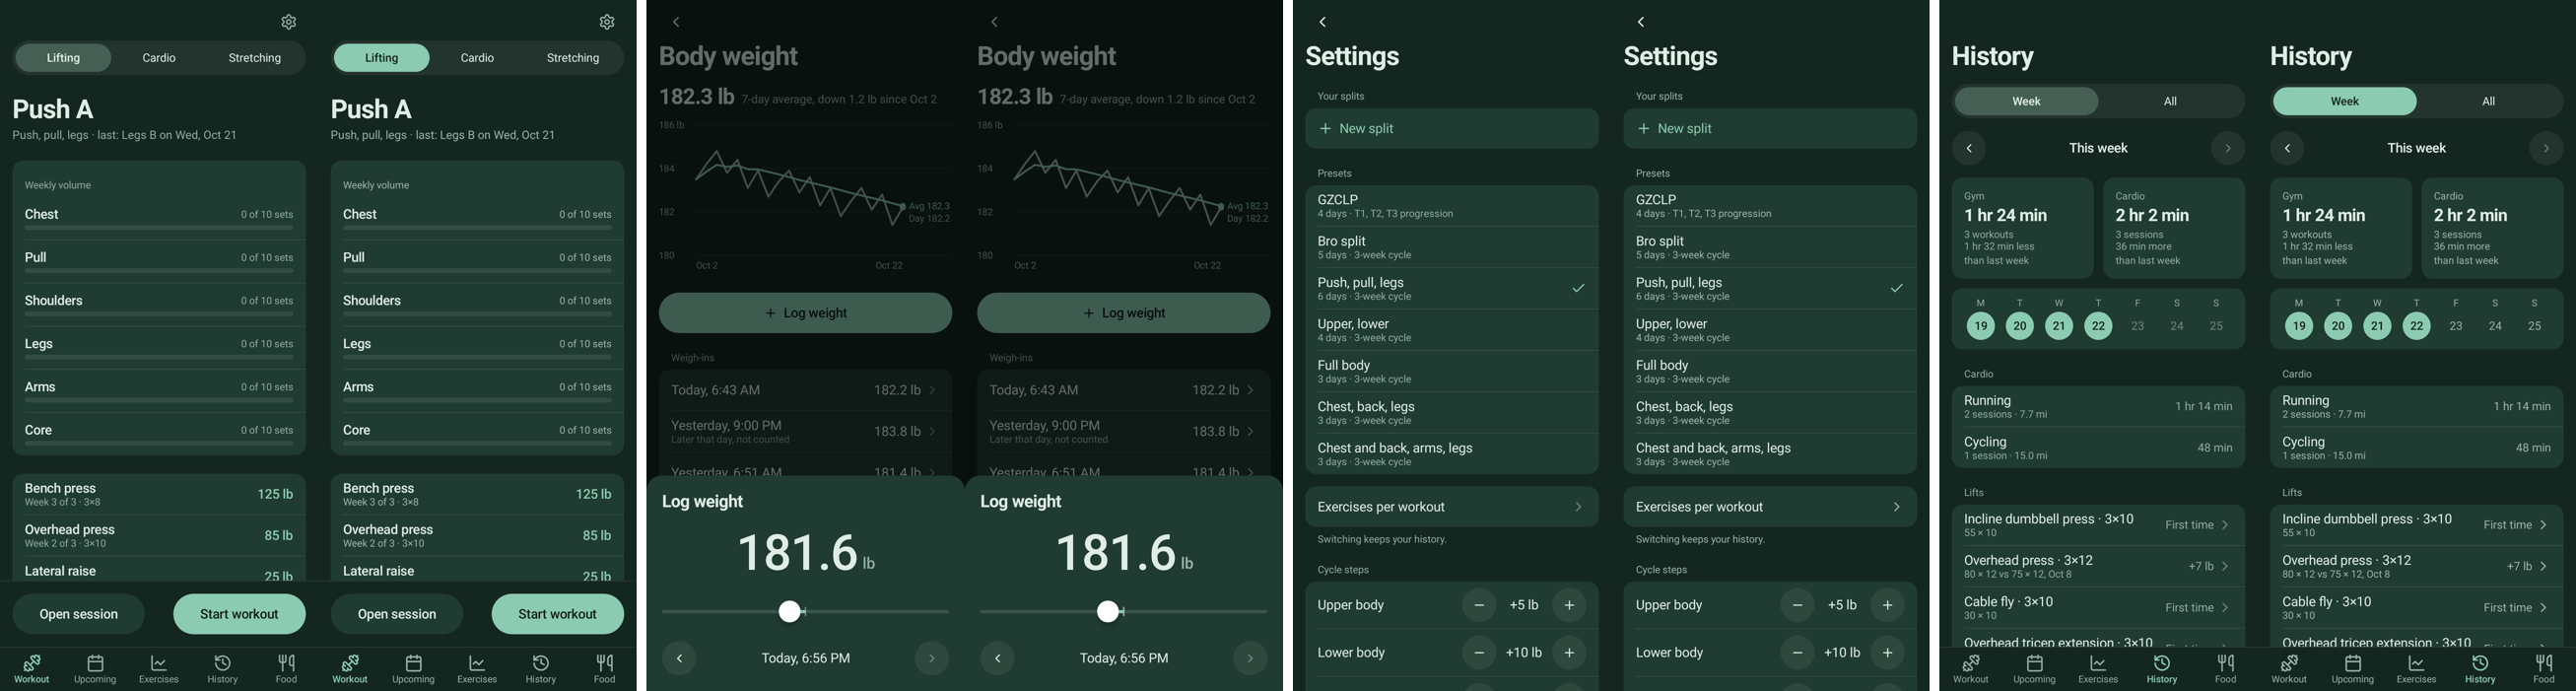 Lifting
Cardio
Stretching
Push A
Push, pull, legs · last: Legs B on Wed, Oct 21
Weekly volume
Chest
0 of 10 sets
Pull
0 of 10 sets
Shoulders
0 of 10 sets
Legs
0 of 10 sets
Arms
0 of 10 sets
Core
0 of 10 sets
Bench press
125 lb
Week 3 of 3 · 3×8
Overhead press
85 lb
Week 2 of 3 · 3×10
Lateral raise
25 lb
Open session
Start workout
Workout
Upcoming
Exercises
History
Food
Lifting
Cardio
Stretching
Push A
Push, pull, legs · last: Legs B on Wed, Oct 21
Weekly volume
Chest
0 of 10 sets
Pull
0 of 10 sets
Shoulders
0 of 10 sets
Legs
0 of 10 sets
Arms
0 of 10 sets
Core
0 of 10 sets
Bench press
125 lb
Week 3 of 3 · 3×8
Overhead press
85 lb
Week 2 of 3 · 3×10
Lateral raise
25 lb
Open session
Start workout
Workout
Upcoming
Exercises
History
Food
Body weight
182.3 lb 7-day average, down 1.2 lb since Oct 2
186 lb
184
182
180
Avg 182.3
Day 182.2
Oct 2
Oct 22
+ Log weight
Weigh-ins
Today, 6:43 AM
182.2 lb
Yesterday, 9:00 PM
183.8 lb
Later that day, not counted
Yesterday, 6:51 AM
181.4 lb
Log weight
181.6 lb
Today, 6:56 PM
Body weight
182.3 lb 7-day average, down 1.2 lb since Oct 2
186 lb
184
182
180
Avg 182.3
Day 182.2
Oct 2
Oct 22
+ Log weight
Weigh-ins
Today, 6:43 AM
182.2 lb
Yesterday, 9:00 PM
183.8 lb
Later that day, not counted
Yesterday, 6:51 AM
181.4 lb
Log weight
181.6 lb
Today, 6:56 PM
Settings
Your splits
+ New split
Presets
GZCLP
4 days · T1, T2, T3 progression
Bro split
5 days · 3-week cycle
Push, pull, legs
6 days · 3-week cycle
Upper, lower
4 days · 3-week cycle
Full body
3 days · 3-week cycle
Chest, back, legs
3 days · 3-week cycle
Chest and back, arms, legs
3 days · 3-week cycle
Exercises per workout
Switching keeps your history.
Cycle steps
Upper body
− +5 lb +
Lower body
− +10 lb +
Settings
Your splits
+ New split
Presets
GZCLP
4 days · T1, T2, T3 progression
Bro split
5 days · 3-week cycle
Push, pull, legs
6 days · 3-week cycle
Upper, lower
4 days · 3-week cycle
Full body
3 days · 3-week cycle
Chest, back, legs
3 days · 3-week cycle
Chest and back, arms, legs
3 days · 3-week cycle
Exercises per workout
Switching keeps your history.
Cycle steps
Upper body
− +5 lb +
Lower body
− +10 lb +
History
Week
All
This week
Gym
1 hr 24 min
3 workouts
1 hr 32 min less
than last week
Cardio
2 hr 2 min
3 sessions
36 min more
than last week
M T W T F S S
19 20 21 22 23 24 25
Cardio
Running
1 hr 14 min
2 sessions · 7.7 mi
Cycling
48 min
1 session · 15.0 mi
Lifts
Incline dumbbell press · 3×10
First time
55 × 10
Overhead press · 3×12
+7 lb
80 × 12 vs 75 × 12, Oct 8
Cable fly · 3×10
First time
30 × 10
Overhead tricep extension · 3×10
Workout
Upcoming
Exercises
History
Food
History
Week
All
This week
Gym
1 hr 24 min
3 workouts
1 hr 32 min less
than last week
Cardio
2 hr 2 min
3 sessions
36 min more
than last week
M T W T F S S
19 20 21 22 23 24 25
Cardio
Running
1 hr 14 min
2 sessions · 7.7 mi
Cycling
48 min
1 session · 15.0 mi
Lifts
Incline dumbbell press · 3×10
First time
55 × 10
Overhead press · 3×12
+7 lb
80 × 12 vs 75 × 12, Oct 8
Cable fly · 3×10
First time
30 × 10
Overhead tricep extension · 3×10
Workout
Upcoming
Exercises
History
Food